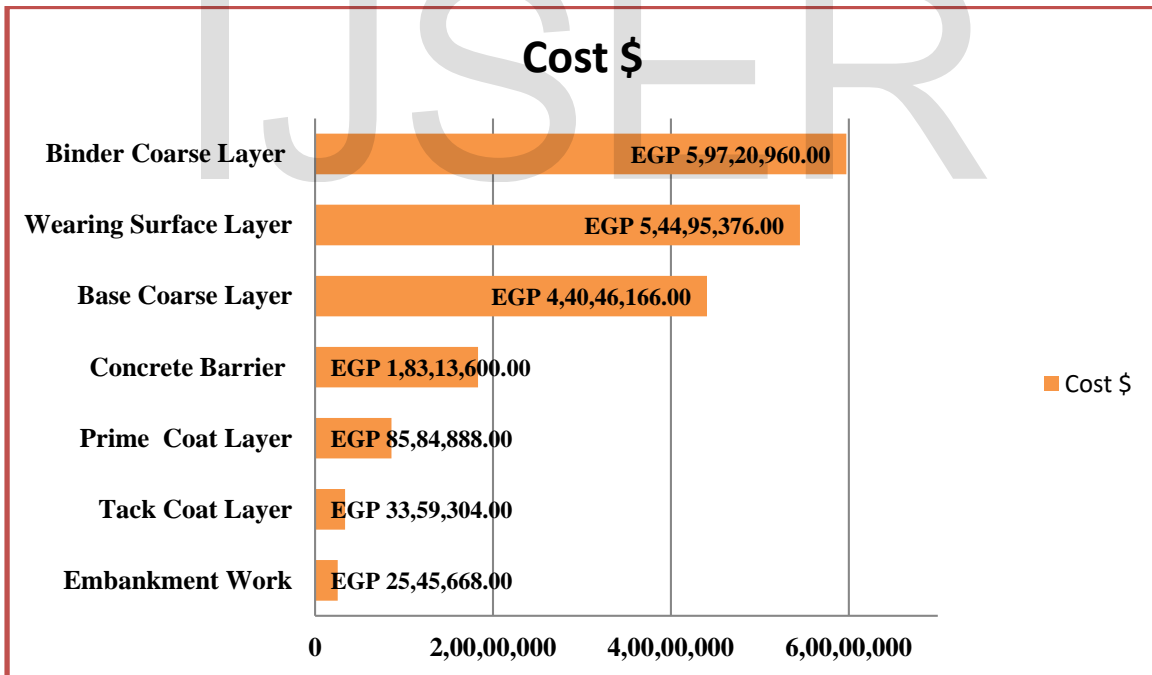 IJSER
Cost $
Binder Coarse Layer EGP 5,97,20,960.00
Wearing Surface Layer EGP 5,44,95,376.00
Base Coarse Layer EGP 4,40,46,166.00
Concrete Barrier EGP 1,83,13,600.00
Prime Coat Layer EGP 85,84,888.00
Tack Coat Layer EGP 33,59,304.00
Embankment Work EGP 25,45,668.00
0 2,00,00,000 4,00,00,000 6,00,00,000
Cost $